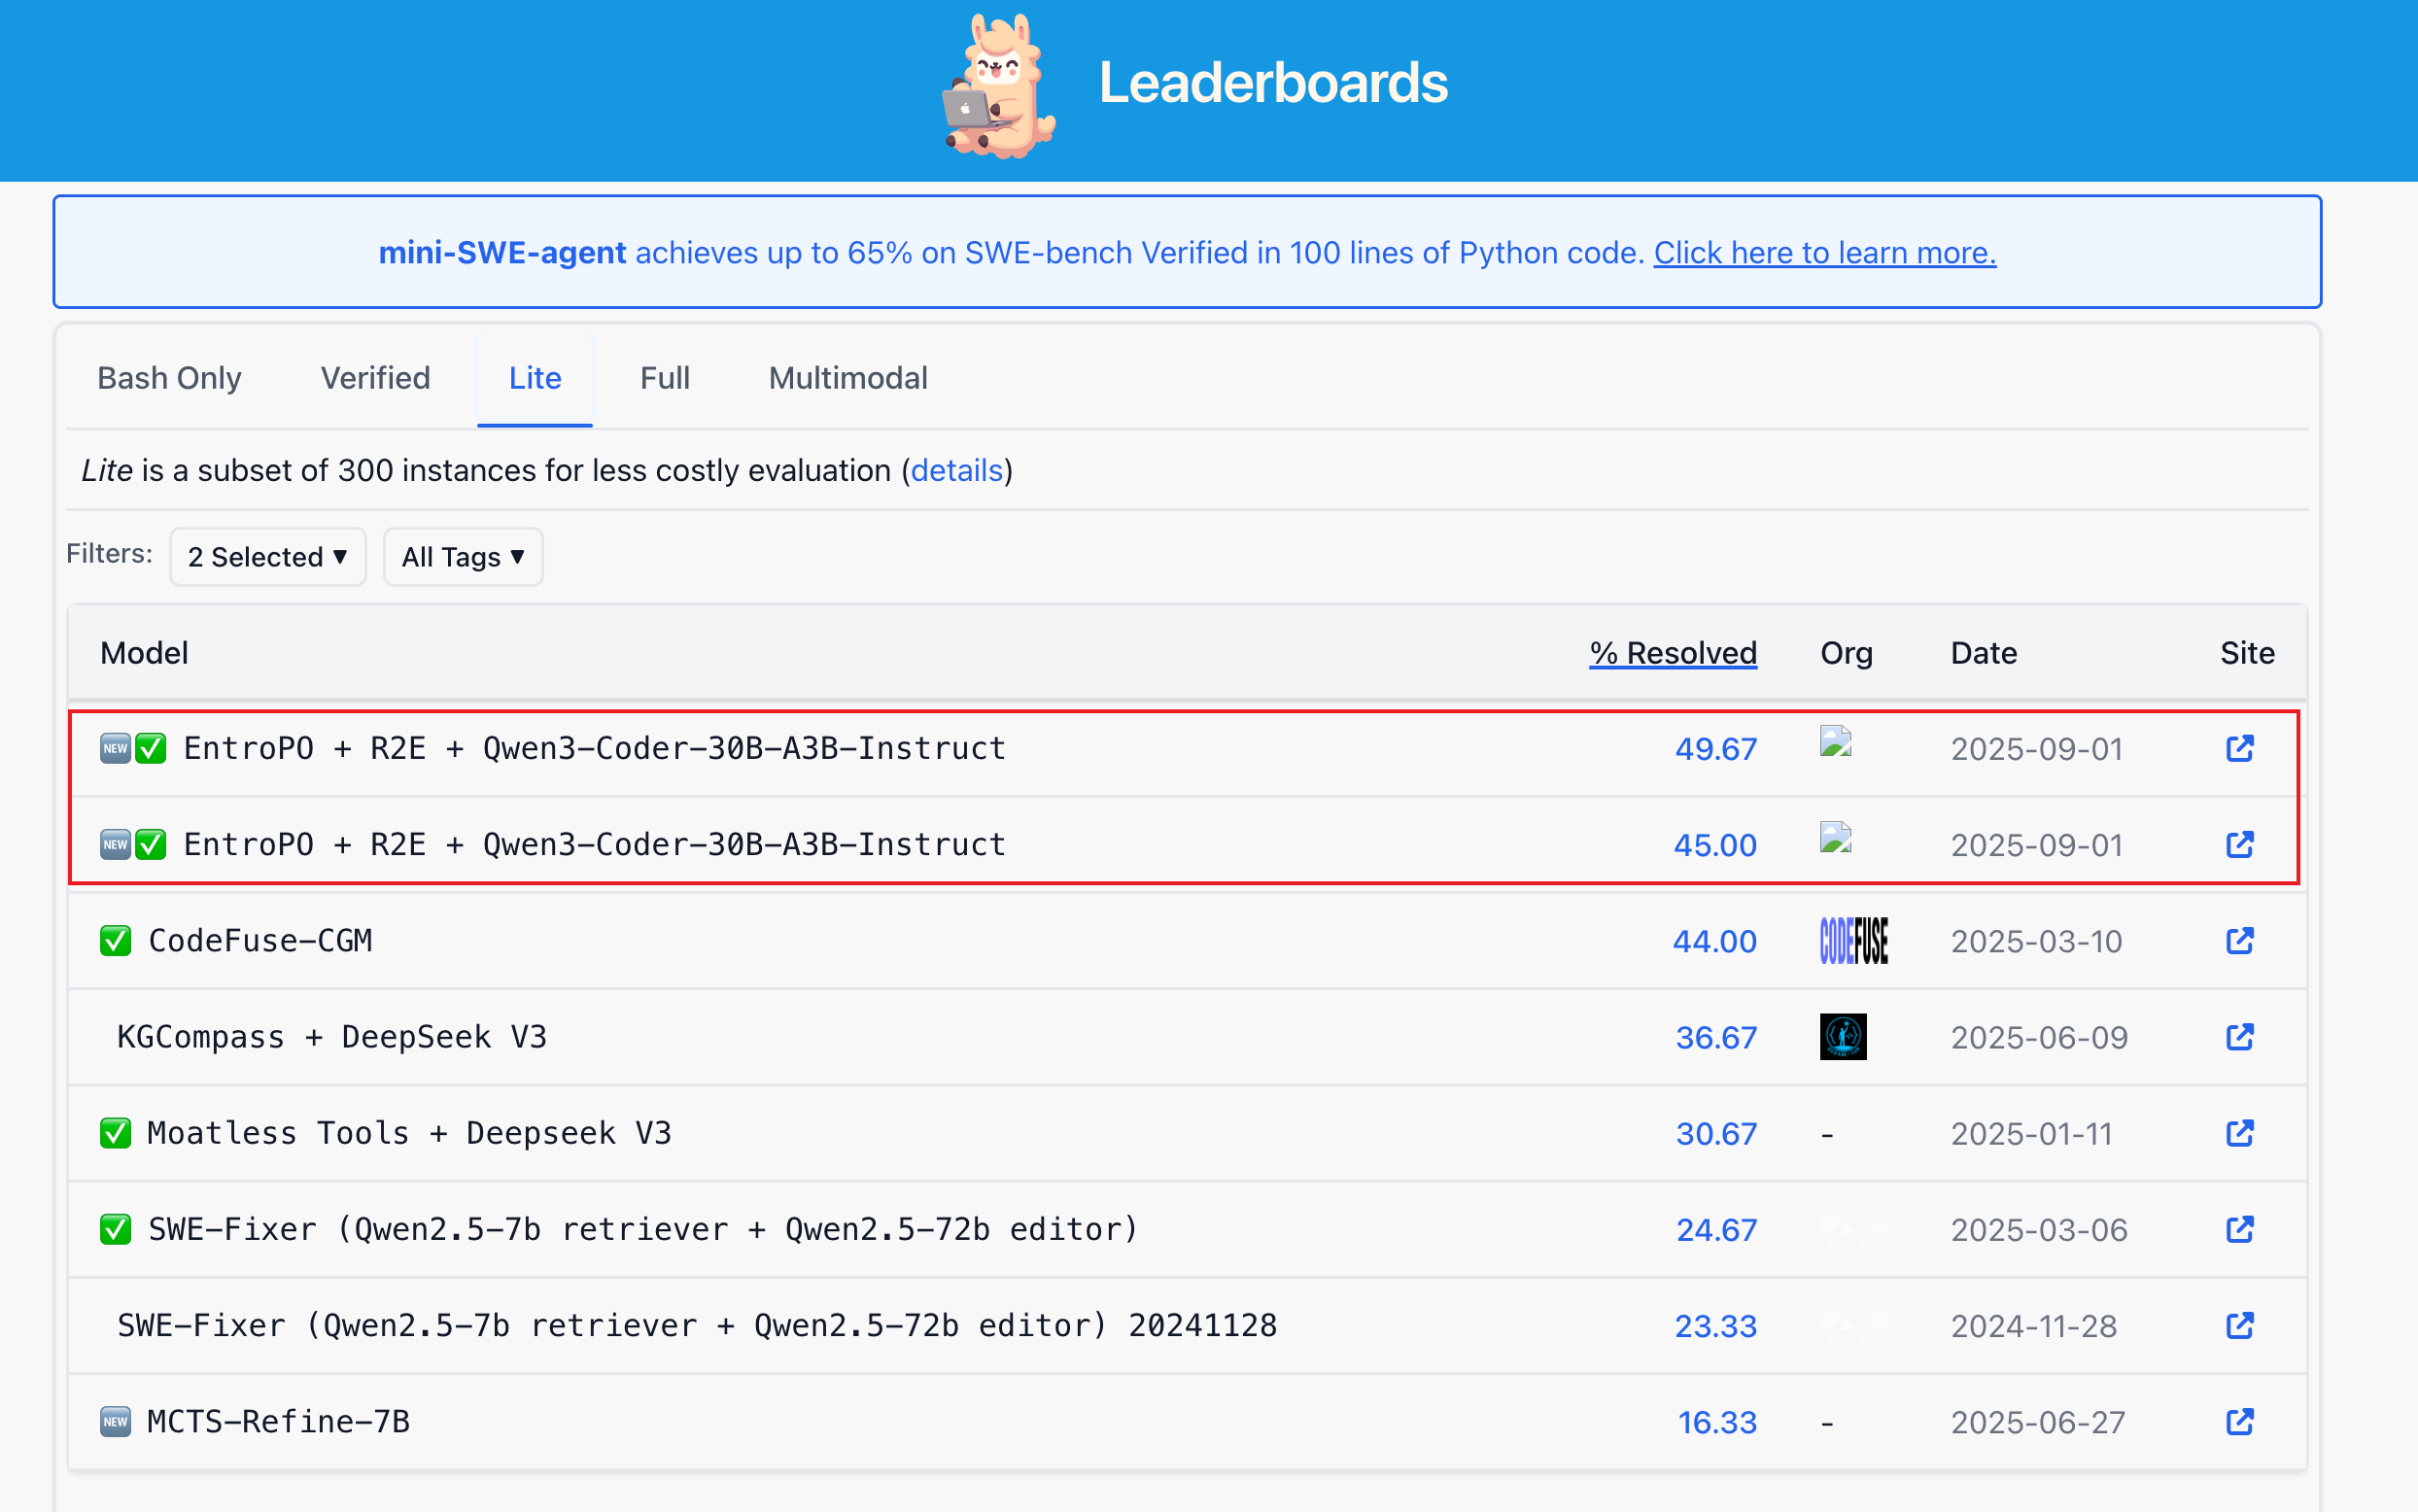 Leaderboards
mini-SWE-agent achieves up to 65% on SWE-bench Verified in 100 lines of Python code. Click here to learn more.
Bash Only Verified Lite Full Multimodal
Lite is a subset of 300 instances for less costly evaluation (details)
Filters: 2 Selected ▼ All Tags ▼
Model % Resolved Org Date Site
🆕✅ EntroPO + R2E + Qwen3-Coder-30B-A3B-Instruct 49.67 2025-09-01
🆕✅ EntroPO + R2E + Qwen3-Coder-30B-A3B-Instruct 45.00 2025-09-01
✅ CodeFuse-CGM 44.00 CODEFUSE 2025-03-10
KGCompass + DeepSeek V3 36.67 2025-06-09
✅ Moatless Tools + Deepseek V3 30.67 - 2025-01-11
✅ SWE-Fixer (Qwen2.5-7b retriever + Qwen2.5-72b editor) 24.67 2025-03-06
SWE-Fixer (Qwen2.5-7b retriever + Qwen2.5-72b editor) 20241128 23.33 2024-11-28
🆕 MCTS-Refine-7B 16.33 - 2025-06-27